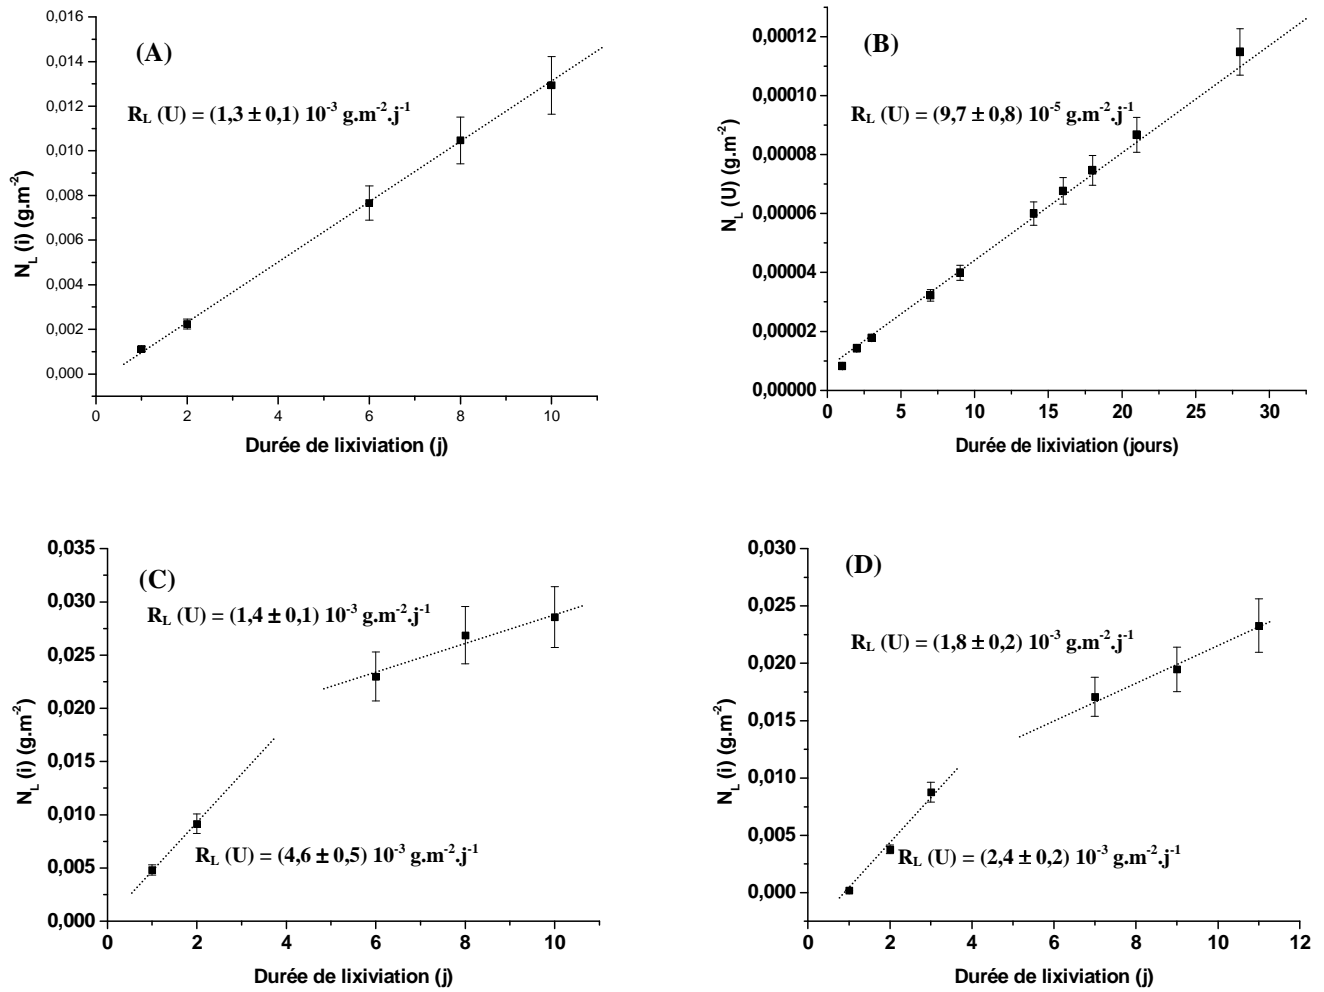 (A)
R_L (U) = (1,3 ± 0,1) 10^-3 g.m^-2.j^-1
N_L (i) (g.m^-2)
0,016
0,014
0,012
0,010
0,008
0,006
0,004
0,002
0,000
0 2 4 6 8 10
Durée de lixiviation (j)
(B)
R_L (U) = (9,7 ± 0,8) 10^-5 g.m^-2.j^-1
N_L (U) (g.m^-2)
0,00012
0,00010
0,00008
0,00006
0,00004
0,00002
0,00000
0 5 10 15 20 25 30
Durée de lixiviation (jours)
(C)
R_L (U) = (1,4 ± 0,1) 10^-3 g.m^-2.j^-1
N_L (i) (g.m^-2)
0,035
0,030
0,025
0,020
0,015
0,010
0,005
0,000
R_L (U) = (4,6 ± 0,5) 10^-3 g.m^-2.j^-1
0 2 4 6 8 10
Durée de lixiviation (j)
(D)
R_L (U) = (1,8 ± 0,2) 10^-3 g.m^-2.j^-1
N_L (i) (g.m^-2)
0,030
0,025
0,020
0,015
0,010
0,005
0,000
R_L (U) = (2,4 ± 0,2) 10^-3 g.m^-2.j^-1
0 2 4 6 8 10 12
Durée de lixiviation (j)